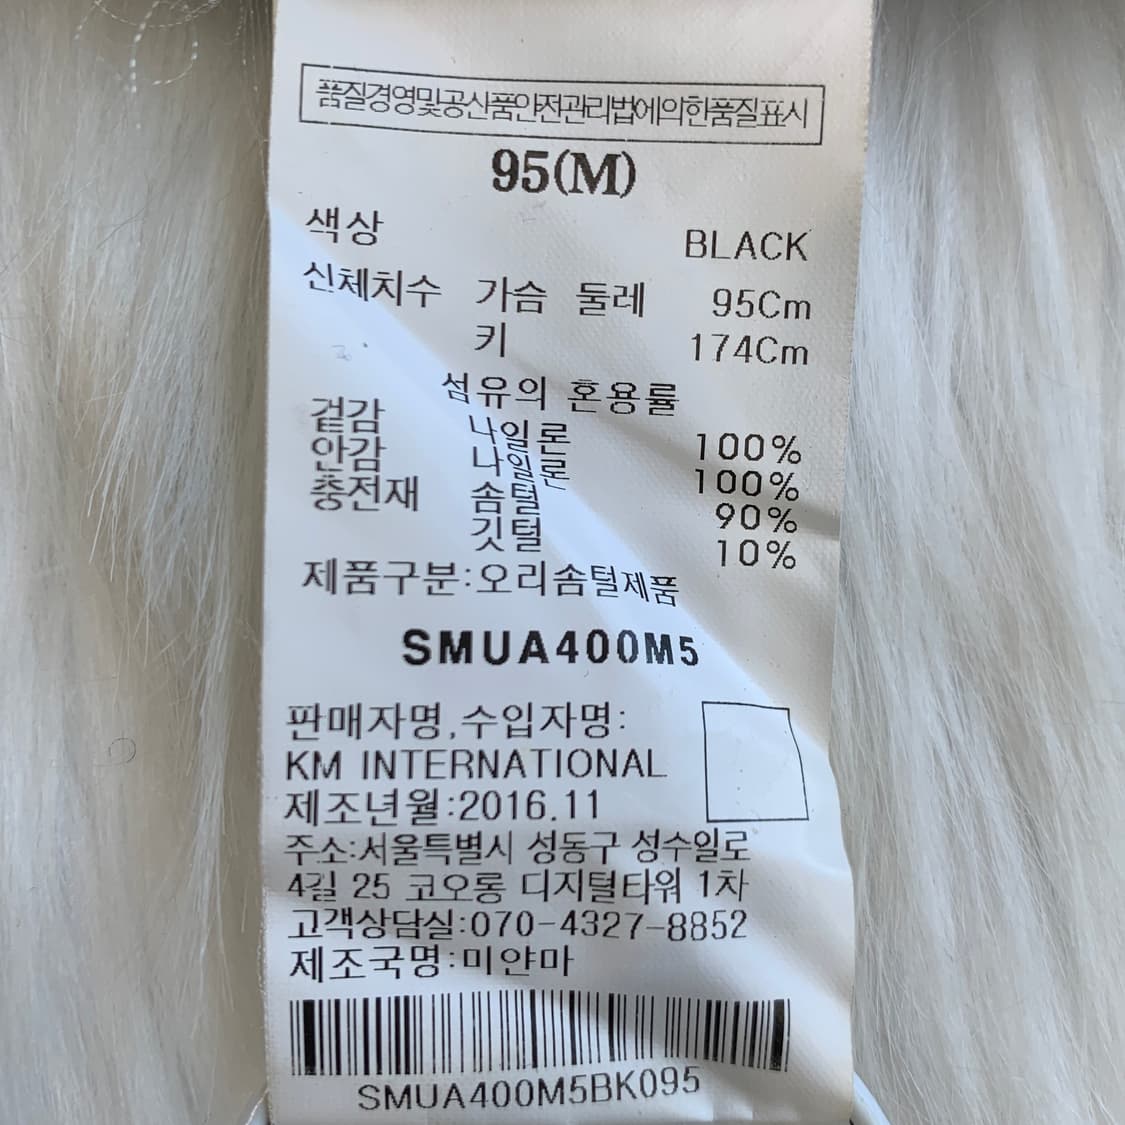 품질경영및공산품안전관리법에의한품질표시
95(M)
색상 BLACK
신체치수 가슴 둘레 95Cm
키 174Cm
섬유의 혼용률
겉감 나일론 100%
안감 나일론 100%
충전재 솜털 90%
깃털 10%
제품구분:오리솜털제품
SMUA400M5
판매자명,수입자명:
KM INTERNATIONAL
제조년월:2016.11
주소:서울특별시 성동구 성수일로
4길 25 코오롱 디지털타워 1차
고객상담실:070-4327-8852
제조국명:미얀마
SMUA400M5BK095